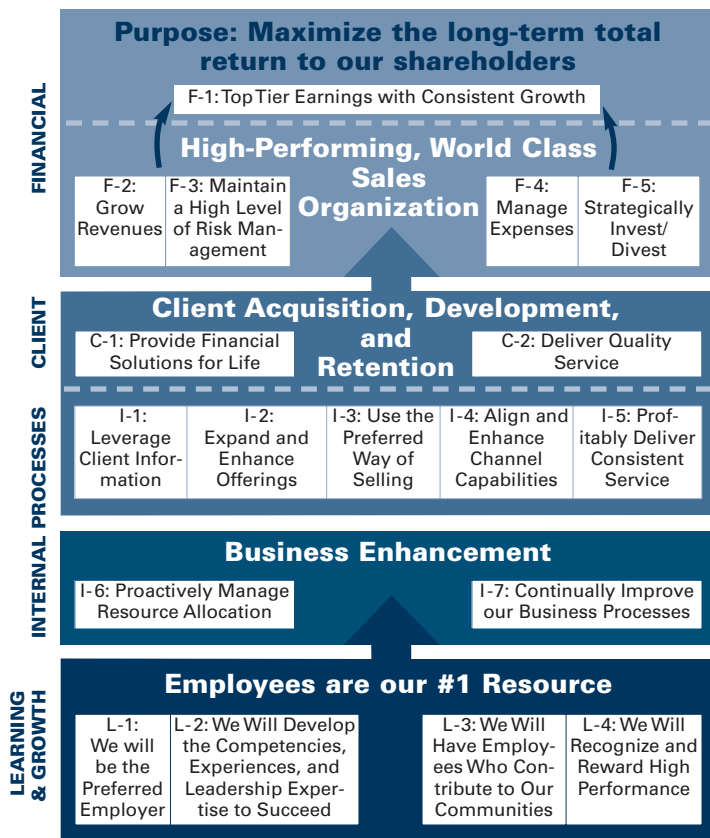 Purpose: Maximize the long-term total
return to our shareholders
F-1: Top Tier Earnings with Consistent Growth
FINANCIAL
High-Performing, World Class
Sales
Organization
F-2:
Grow
Revenues
F-3: Maintain
a High Level
of Risk Man-
agement
F-4:
Manage
Expenses
F-5:
Strategically
Invest/
Divest
CLIENT
Client Acquisition, Development,
and
Retention
C-1: Provide Financial
Solutions for Life
C-2: Deliver Quality
Service
INTERNAL PROCESSES
I-1:
Leverage
Client Infor-
mation
I-2:
Expand and
Enhance
Offerings
I-3: Use the
Preferred
Way of
Selling
I-4: Align and
Enhance
Channel
Capabilities
I-5: Prof-
itably Deliver
Consistent
Service
Business Enhancement
I-6: Proactively Manage
Resource Allocation
I-7: Continually Improve
our Business Processes
LEARNING
& GROWTH
Employees are our #1 Resource
L-1:
We will
be the
Preferred
Employer
L-2: We Will Develop
the Competencies,
Experiences, and
Leadership Exper-
tise to Succeed
L-3: We Will
Have Employ-
ees Who Con-
tribute to Our
Communities
L-4: We Will
Recognize and
Reward High
Performance